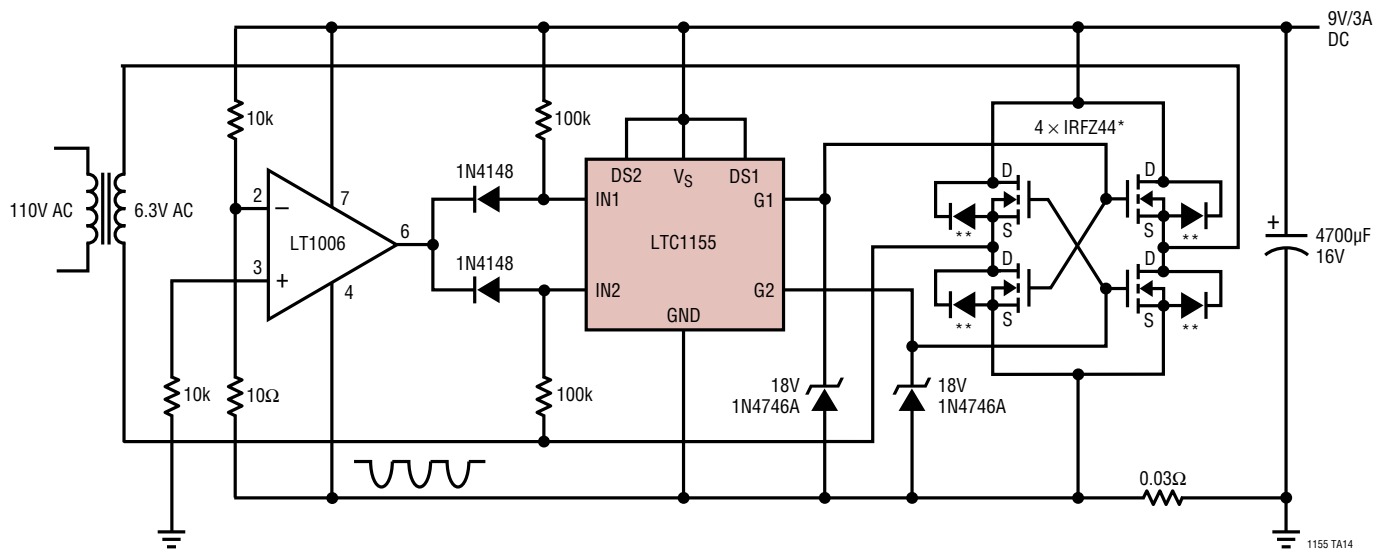 9V/3A
DC
10k
100k
4 × IRFZ44*
1N4148
DS2
VS
DS1
D
D
110V AC
6.3V AC
2
–
7
IN1
G1
LT1006
6
LTC1155
S
**
S
**
+
4700µF
16V
3
+
4
1N4148
IN2
G2
D
D
GND
**
S
S
**
10k
10Ω
100k
18V
1N4746A
18V
1N4746A
0.03Ω
1155 TA14